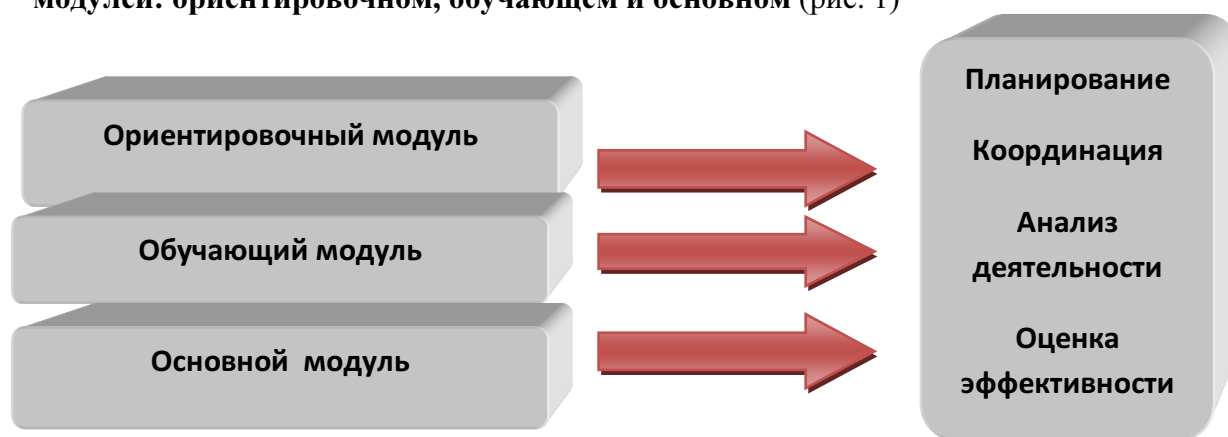 модулей: ориентировочном, обучающем и основном (рис. 1)
Ориентировочный модуль
Обучающий модуль
Основной модуль
Планирование
Координация
Анализ
деятельности
Оценка
эффективности